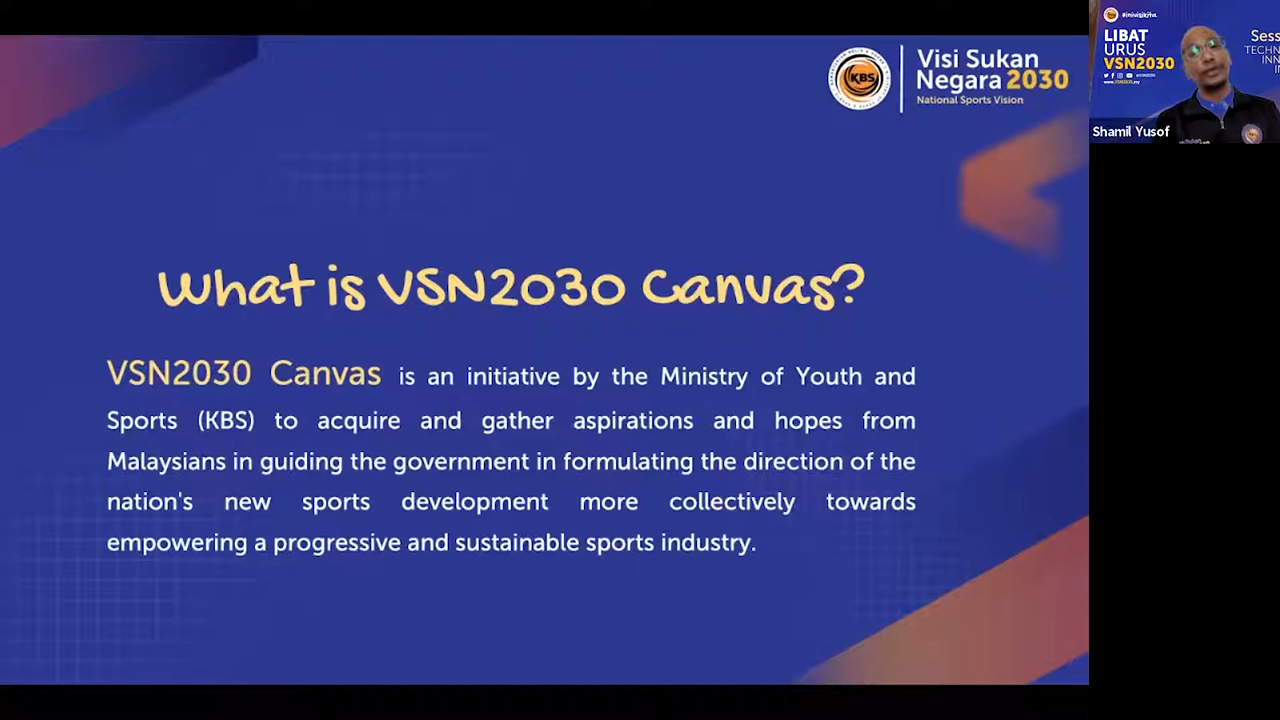 Visi Sukan
Negara 2030
National Sports Vision
KBS
What is VSN2030 Canvas?
VSN2030 Canvas is an initiative by the Ministry of Youth and
Sports (KBS) to acquire and gather aspirations and hopes from
Malaysians in guiding the government in formulating the direction of the
nation's new sports development more collectively towards
empowering a progressive and sustainable sports industry.
LIBAT
URUS
VSN2030
Sess
TECHN
INN
Shamil Yusof